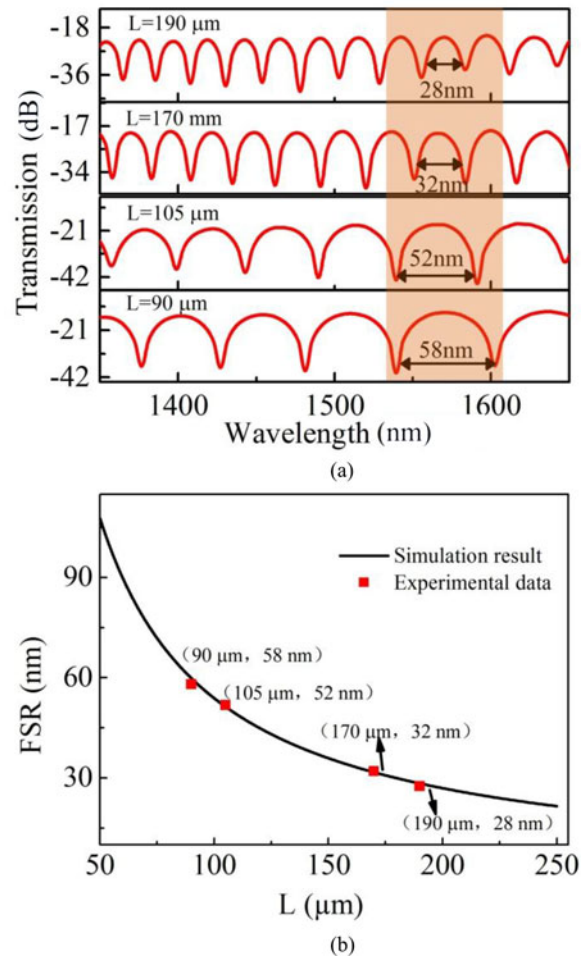 L=190 μm
-18
-36
28nm
L=170 mm
-17
-34
32nm
L=105 μm
-21
-42
52nm
L=90 μm
-21
-42
58nm
Transmission (dB)
1400 1500 1600
Wavelength (nm)
(a)
Simulation result
Experimental data
(90 μm, 58 nm)
(105 μm, 52 nm)
(170 μm, 32 nm)
(190 μm, 28 nm)
90
60
30
FSR (nm)
50 100 150 200 250
L (μm)
(b)